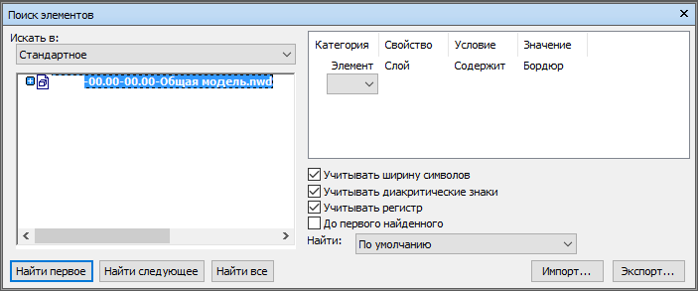 Поиск элементов
Искать в:
Стандартное
-00.00-00.00-Общая модель.nwd
Категория Свойство Условие Значение
Элемент Слой Содержит Бордюр
Учитывать ширину символов
Учитывать диакритические знаки
Учитывать регистр
До первого найденного
Найти: По умолчанию
Найти первое Найти следующее Найти все Импорт... Экспорт...